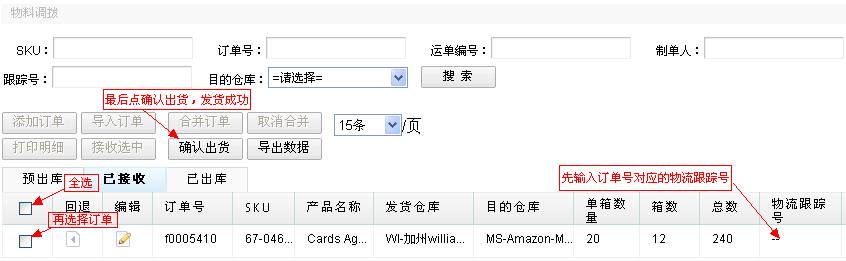 物料调拨
SKU： 订单号： 运单编号： 制单人：
跟踪号： 目的仓库： =请选择= 搜 索
最后点确认出货，发货成功
添加订单 导入订单 合并订单 取消合并 15条 /页
打印明细 接收选中 确认出货 导出数据
先输入订单号对应的物流跟踪号
预出库 已接收 已出库
全选
回退 编辑 订单号 SKU 产品名称 发货仓库 目的仓库 单箱数量 箱数 总数 物流跟踪号
再选择订单
f0005410 67-046... Cards Ag... WI-加州willia... MS-Amazon-M... 20 12 240 --